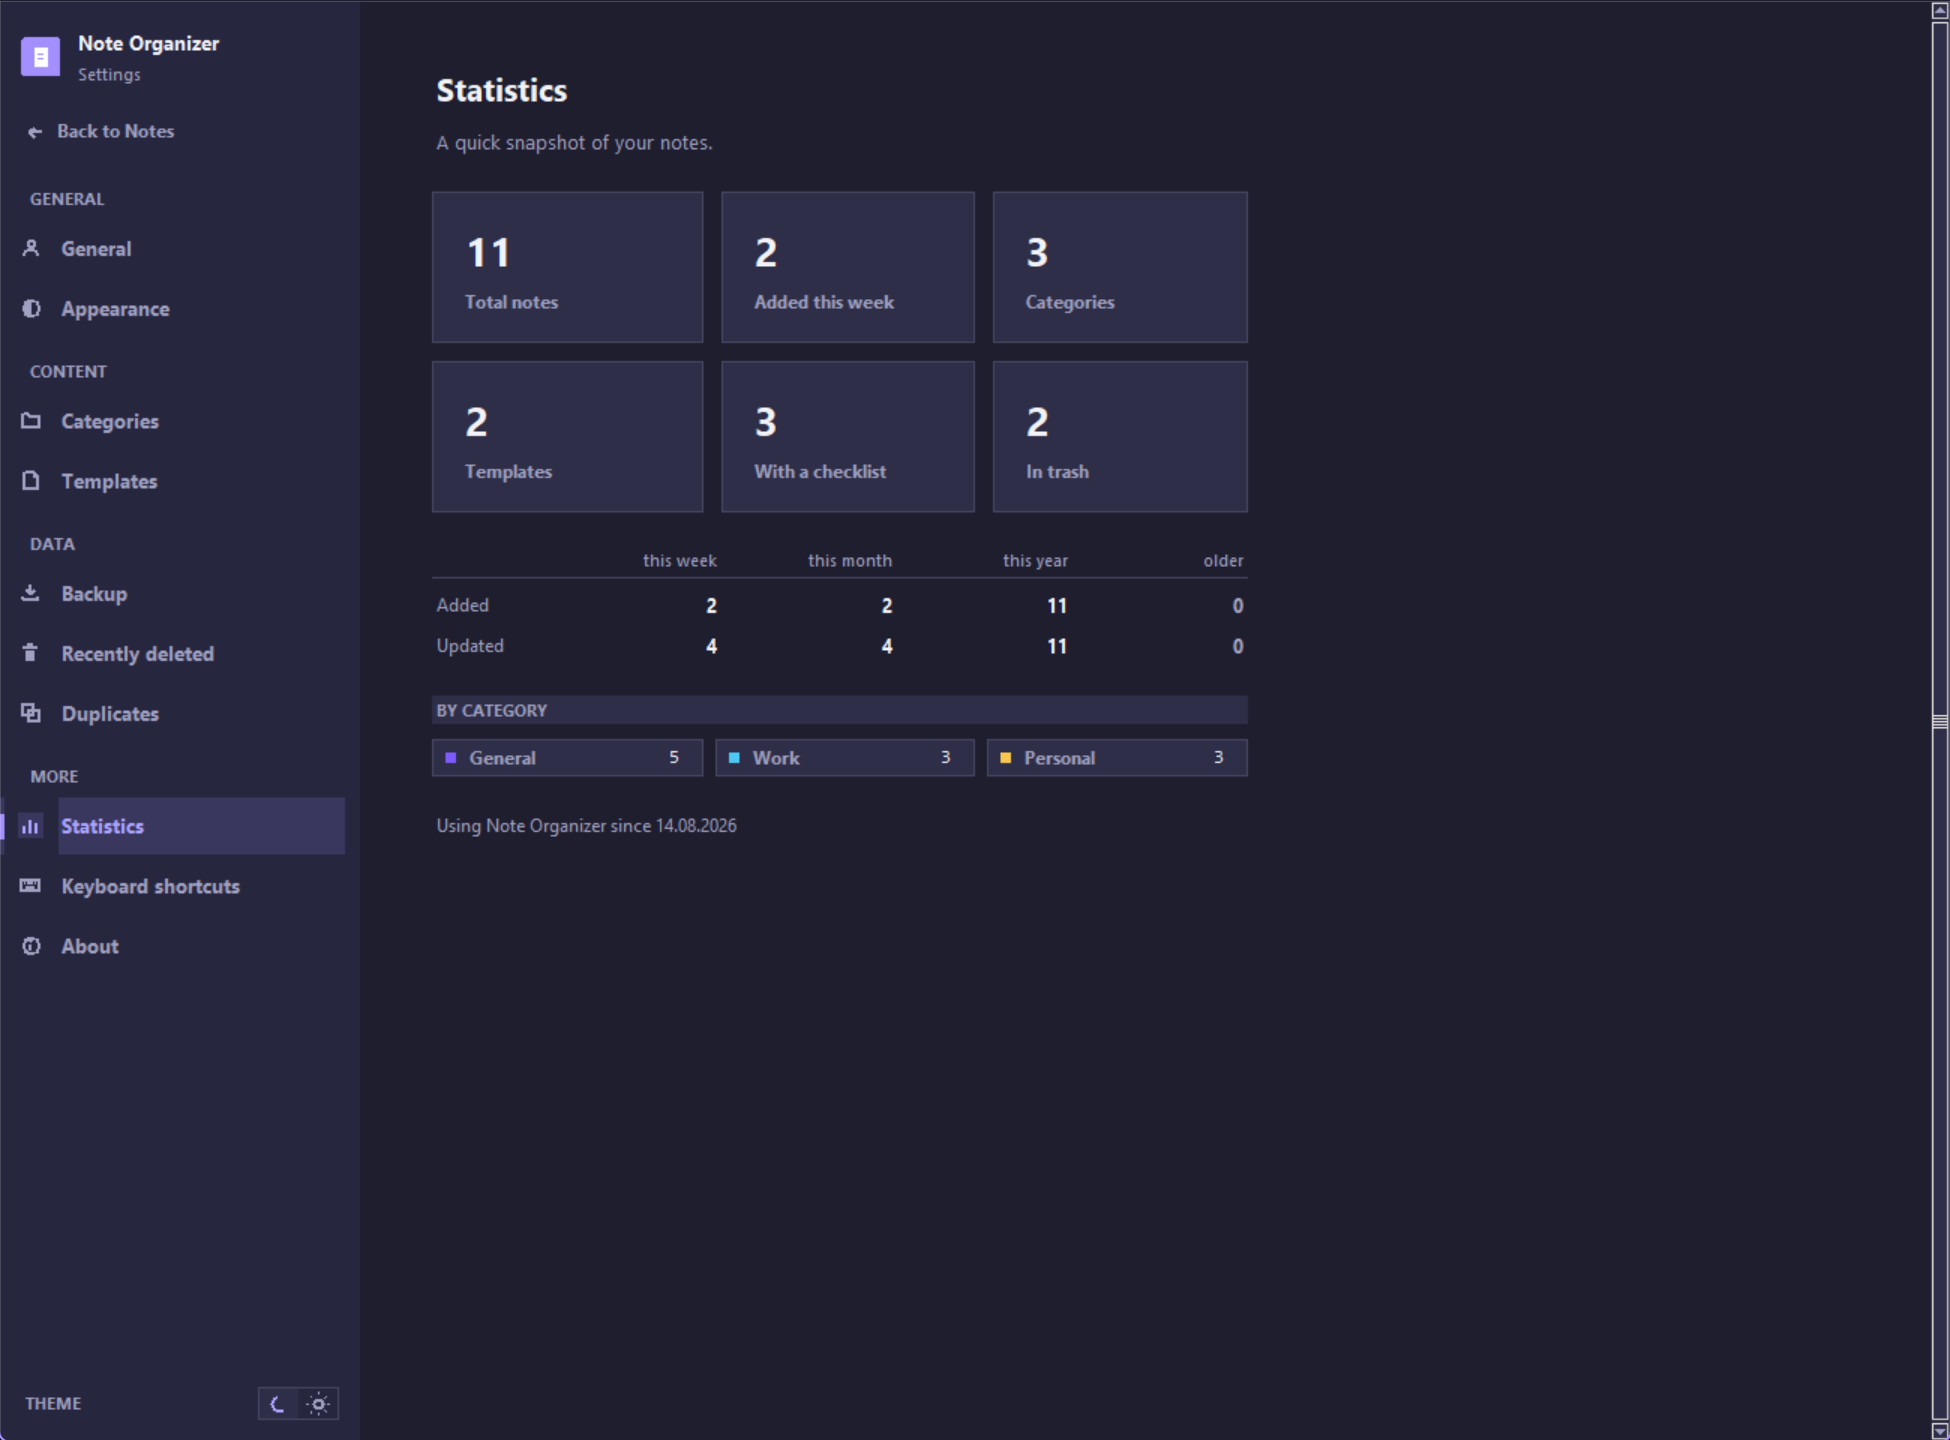 Note Organizer
Settings
Back to Notes
GENERAL
General
Appearance
CONTENT
Categories
Templates
DATA
Backup
Recently deleted
Duplicates
MORE
Statistics
Keyboard shortcuts
About
THEME
Statistics
A quick snapshot of your notes.
11
Total notes
2
Added this week
3
Categories
2
Templates
3
With a checklist
2
In trash
this week this month this year older
Added 2 2 11 0
Updated 4 4 11 0
BY CATEGORY
General 5 Work 3 Personal 3
Using Note Organizer since 14.08.2026